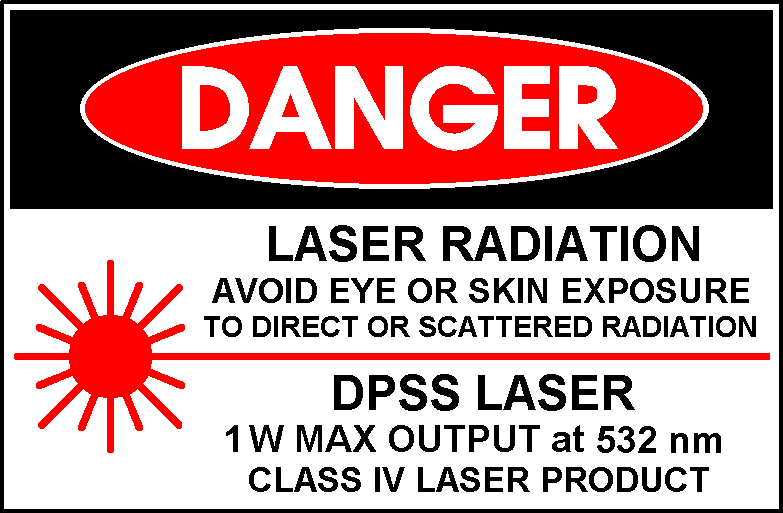 DANGER
LASER RADIATION
AVOID EYE OR SKIN EXPOSURE
TO DIRECT OR SCATTERED RADIATION
DPSS LASER
1W MAX OUTPUT at 532 nm
CLASS IV LASER PRODUCT